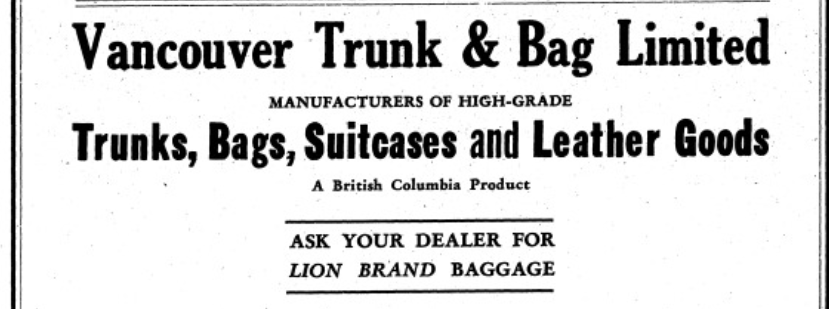 Vancouver Trunk & Bag Limited
MANUFACTURERS OF HIGH-GRADE
Trunks, Bags, Suitcases and Leather Goods
A British Columbia Product
ASK YOUR DEALER FOR
LION BRAND BAGGAGE